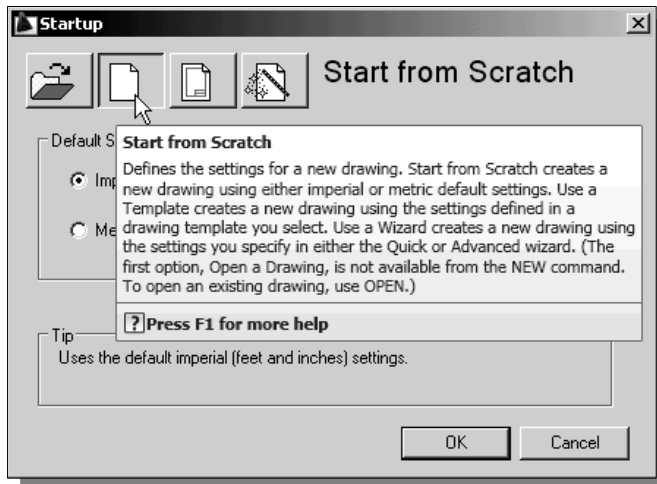 Startup
Start from Scratch
Default S
Start from Scratch
Defines the settings for a new drawing. Start from Scratch creates a
Imp
new drawing using either imperial or metric default settings. Use a
Template creates a new drawing using the settings defined in a
Me
drawing template you select. Use a Wizard creates a new drawing using
the settings you specify in either the Quick or Advanced wizard. (The
first option, Open a Drawing, is not available from the NEW command.
To open an existing drawing, use OPEN.)
? Press F1 for more help
Tip
Uses the default imperial (feet and inches) settings.
OK
Cancel